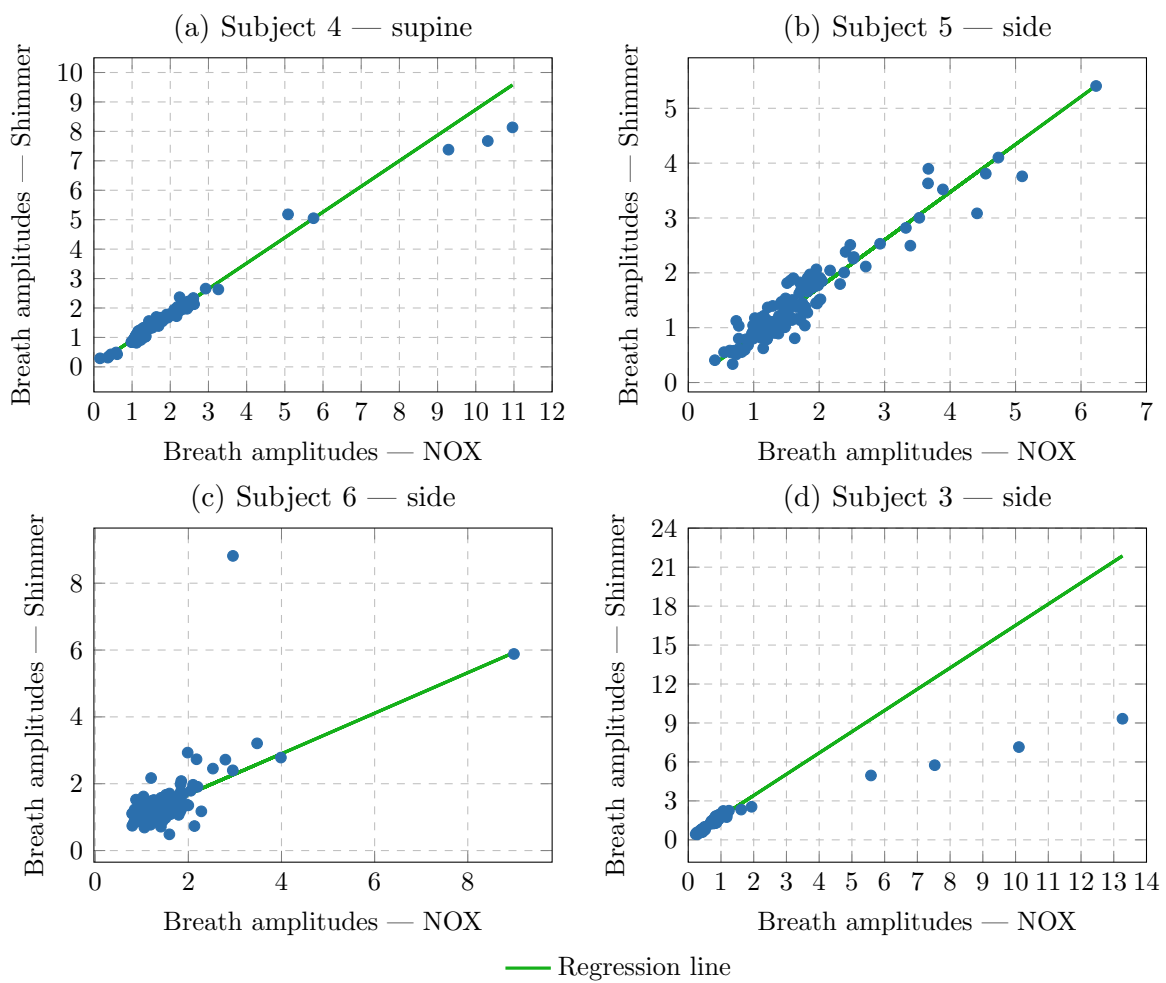 (a) Subject 4 — supine
Breath amplitudes — Shimmer
10
9
8
7
6
5
4
3
2
1
0
0 1 2 3 4 5 6 7 8 9 10 11 12
Breath amplitudes — NOX
(b) Subject 5 — side
Breath amplitudes — Shimmer
5
4
3
2
1
0
0 1 2 3 4 5 6 7
Breath amplitudes — NOX
(c) Subject 6 — side
Breath amplitudes — Shimmer
8
6
4
2
0
0 2 4 6 8
Breath amplitudes — NOX
(d) Subject 3 — side
Breath amplitudes — Shimmer
24
21
18
15
12
9
6
3
0
0 1 2 3 4 5 6 7 8 9 10 11 12 13 14
Breath amplitudes — NOX
Regression line